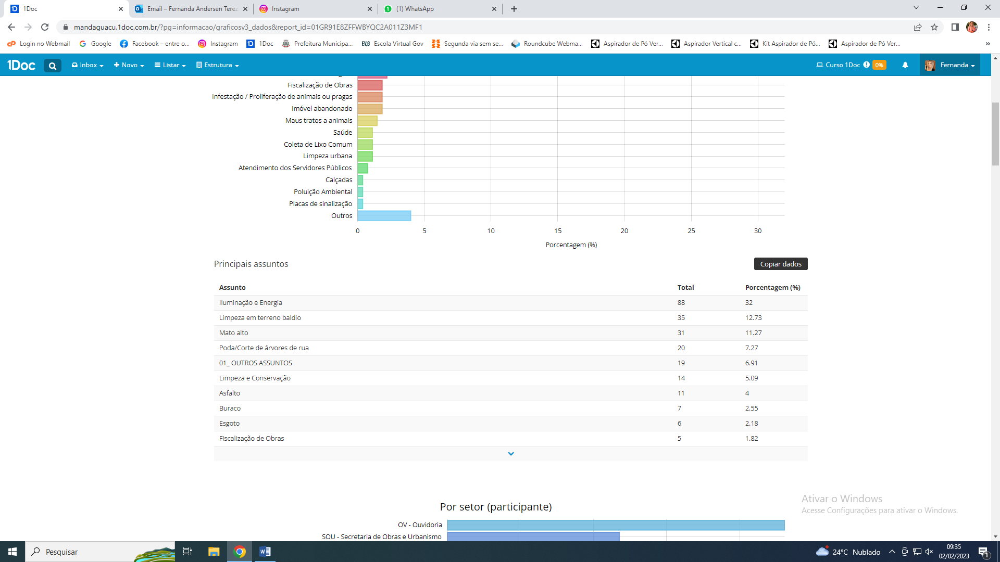 1Doc
Email – Fernanda Andersen Terez
Instagram
(1) WhatsApp
mandaguacu.1doc.com.br/?pg=informacao/graficosv3_dados&report_id=01GR91E8ZFFWBYQC2A011Z3MF1
Login no Webmail
Google
Facebook – entre o...
Instagram
1Doc
Prefeitura Municipa...
EV,G Escola Virtual Gov
Segunda via sem se...
Roundcube Webma...
Aspirador de Pó Ver...
Aspirador Vertical c...
Kit Aspirador de Pó...
Aspirador de Pó Ver...
»
1Doc
Inbox
Novo
Listar
Estrutura
Curso 1Doc
0%
Fernanda
Fiscalização de Obras
Infestação / Proliferação de animais ou pragas
Imóvel abandonado
Maus tratos a animais
Saúde
Coleta de Lixo Comum
Limpeza urbana
Atendimento dos Servidores Públicos
Calçadas
Poluição Ambiental
Placas de sinalização
Outros
0 5 10 15 20 25 30
Porcentagem (%)
Principais assuntos
Copiar dados
Assunto Total Porcentagem (%)
Iluminação e Energia 88 32
Limpeza em terreno baldio 35 12.73
Mato alto 31 11.27
Poda/Corte de árvores de rua 20 7.27
01_ OUTROS ASSUNTOS 19 6.91
Limpeza e Conservação 14 5.09
Asfalto 11 4
Buraco 7 2.55
Esgoto 6 2.18
Fiscalização de Obras 5 1.82
Por setor (participante)
OV - Ouvidoria
SOU - Secretaria de Obras e Urbanismo
Ativar o Windows
Acesse Configurações para ativar o Windows.
Pesquisar
24°C Nublado
09:35
02/02/2023
1